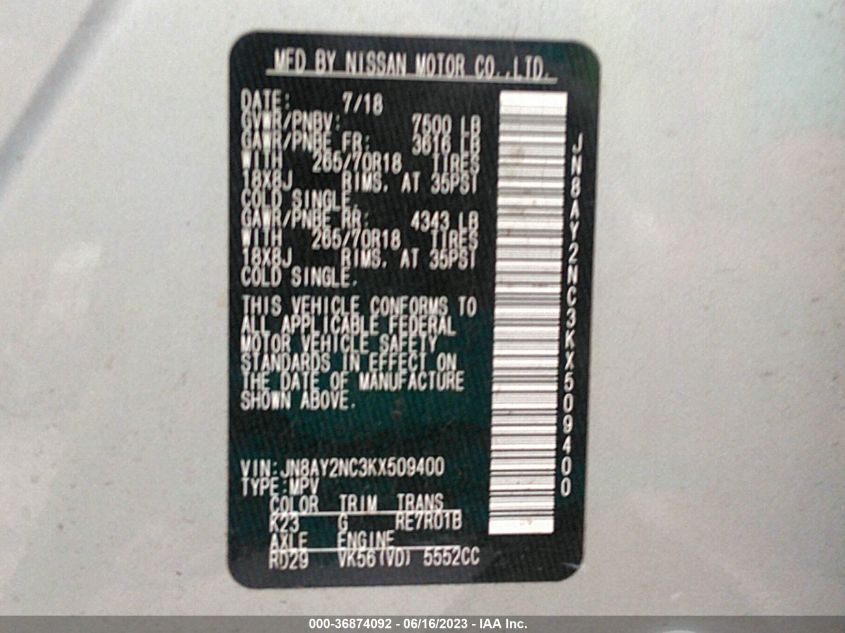 MFD BY NISSAN MOTOR CO.,LTD.
DATE: 7/18
GVWR/PNBV: 7500 LB
GAWR/PNBE FR: 3616 LB
WITH 265/70R18 TIRES
18X8J RIMS. AT 35PSI
COLD SINGLE.
GAWR/PNBE RR: 4343 LB
WITH 265/70R18 TIRES
18X8J RIMS. AT 35PSI
COLD SINGLE.
THIS VEHICLE CONFORMS TO
ALL APPLICABLE FEDERAL
MOTOR VEHICLE SAFETY
STANDARDS IN EFFECT ON
THE DATE OF MANUFACTURE
SHOWN ABOVE.
VIN:JN8AY2NC3KX509400
TYPE:MPV
COLOR TRIM TRANS
K23 G RE7R01B
AXLE ENGINE
RD29 VK56(VD) 5552CC
JN8AY2NC3KX509400
000-36874092 - 06/16/2023 - IAA Inc.